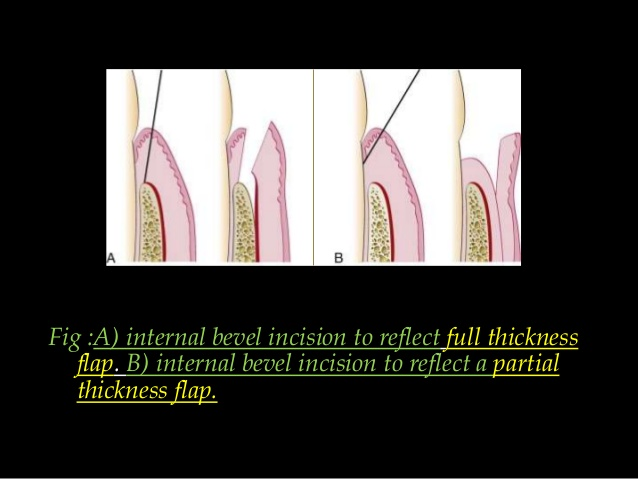 A
B
Fig :A) internal bevel incision to reflect full thickness
flap. B) internal bevel incision to reflect a partial
thickness flap.